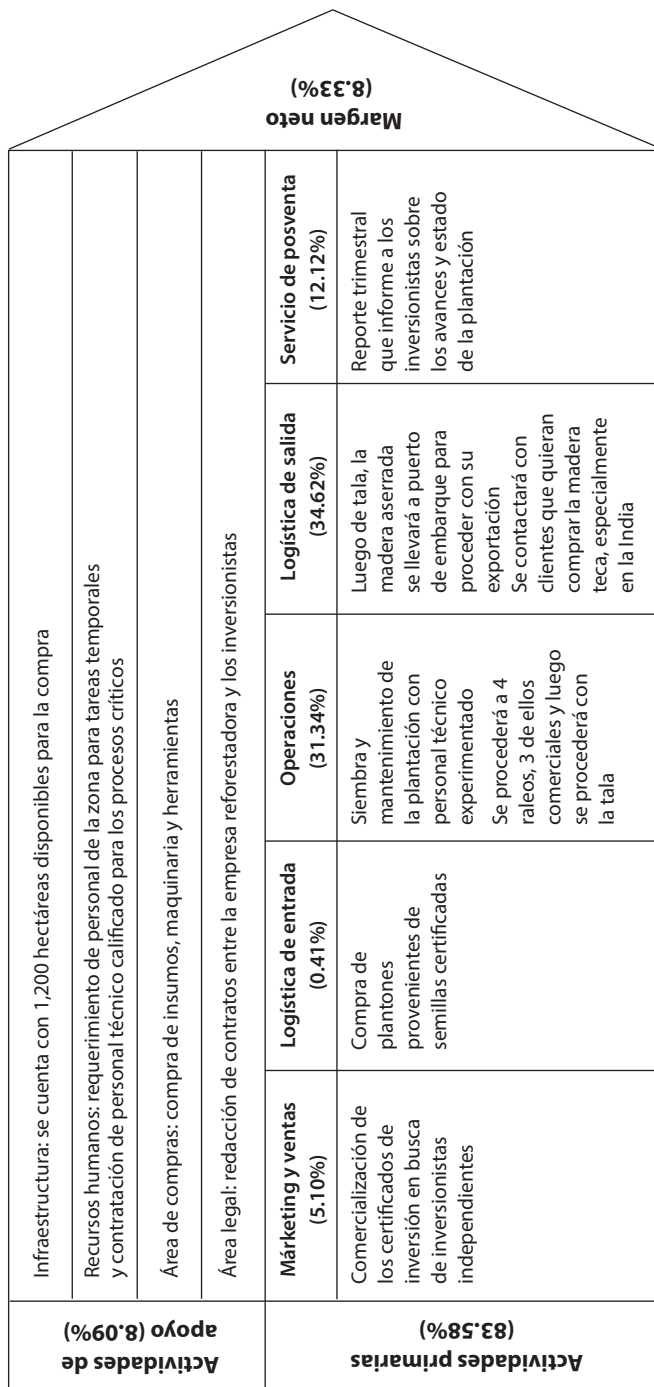 Actividades de
apoyo (8.09%)
Infraestructura: se cuenta con 1,200 hectáreas disponibles para la compra
Recursos humanos: requerimiento de personal de la zona para tareas temporales
y contratación de personal técnico calificado para los procesos críticos
Área de compras: compra de insumos, maquinaria y herramientas
Área legal: redacción de contratos entre la empresa reforestadora y los inversionistas
Actividades primarias
(83.58%)
Márketing y ventas
(5.10%)
Comercialización de
los certificados de
inversión en busca
de inversionistas
independientes
Logística de entrada
(0.41%)
Compra de
plantones
provenientes de
semillas certificadas
Operaciones
(31.34%)
Siembra y
mantenimiento de
la plantación con
personal técnico
experimentado
Se procederá a 4
raleos, 3 de ellos
comerciales y luego
se procederá con
la tala
Logística de salida
(34.62%)
Luego de tala, la
madera aserrada
se llevará a puerto
de embarque para
proceder con su
exportación
Se contactará con
clientes que quieran
comprar la madera
teca, especialmente
en la India
Servicio de posventa
(12.12%)
Reporte trimestral
que informe a los
inversionistas sobre
los avances y estado
de la plantación
Margen neto
(8.33%)